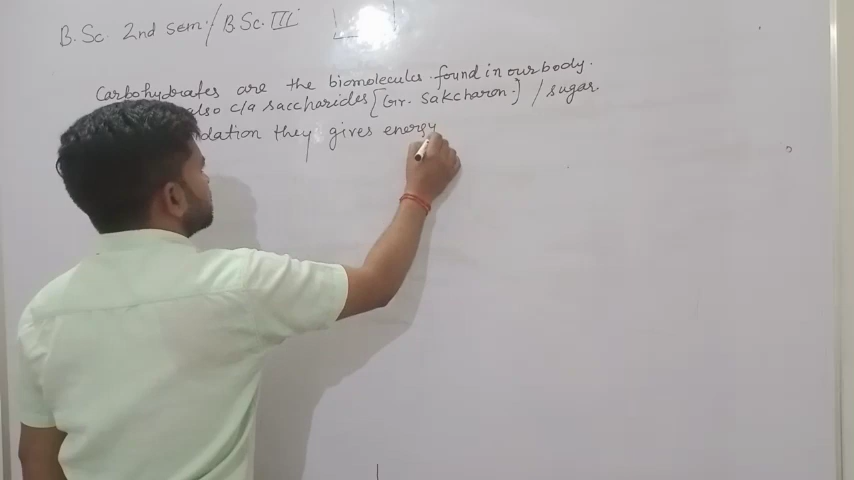 B.Sc. 2nd sem./B.Sc.III
Carbohydrates are the biomolecules found in our body.
also c/a saccharides [Gr. Sakcharon.] / sugar.
dation they gives energy